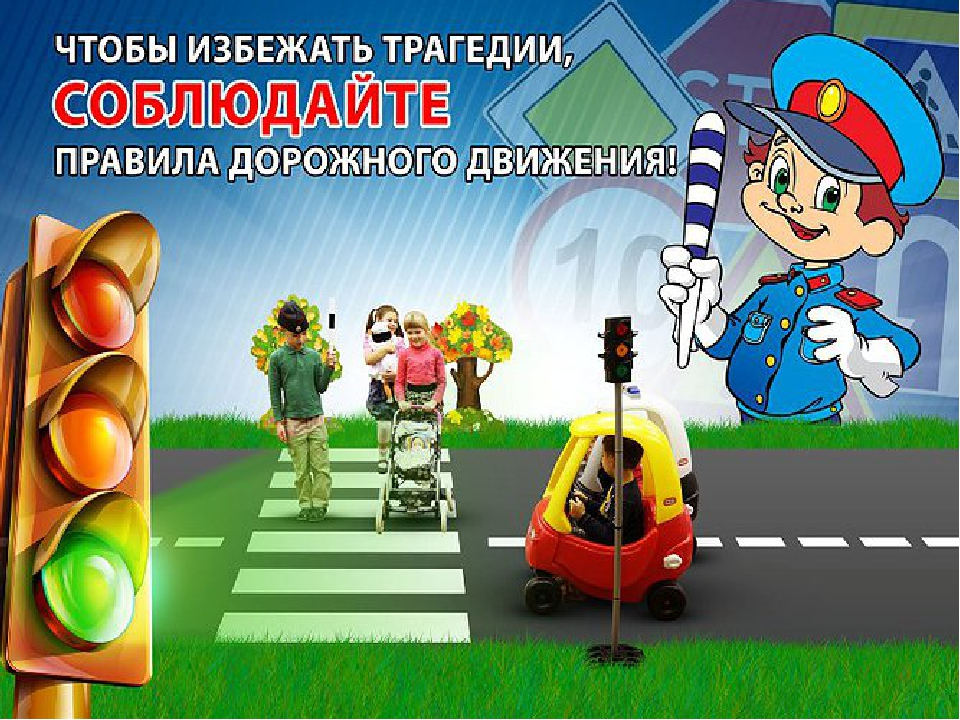 ЧТОБЫ ИЗБЕЖАТЬ ТРАГЕДИИ,
СОБЛЮДАЙТЕ
ПРАВИЛА ДОРОЖНОГО ДВИЖЕНИЯ!